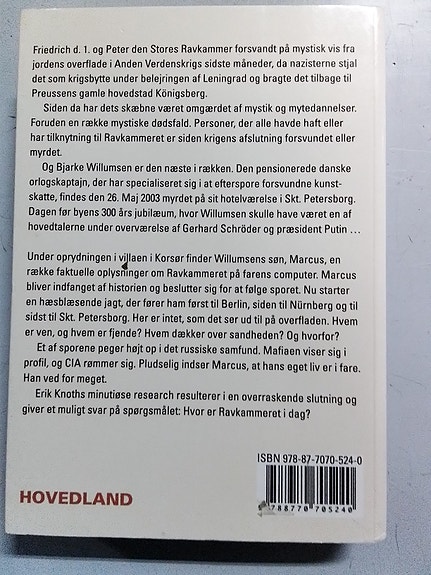 Friedrich d. 1. og Peter den Stores Ravkammer forsvandt på mystisk vis fra
jordens overflade i Anden Verdenskrigs sidste måneder, da nazisterne stjal
det som krigsbytte under belejringen af Leningrad og bragte det tilbage til
Preussens gamle hovedstad Königsberg.
Siden da har dets skæbne været omgærdet af mystik og mytedannelser.
Foruden en række mystiske dødsfald. Personer, der alle havde haft eller
har tilknytning til Ravkammeret er siden krigens afslutning forsvundet eller
myrdet.
Og Bjarke Willumsen er den næste i rækken. Den pensionerede danske
orlogskaptajn, der har specialiseret sig i at efterspore forsvundne kunst-
skatte, findes den 26. Maj 2003 myrdet på sit hotelværelse i Skt. Petersborg.
Dagen før byens 300 års jubilæum, hvor Willumsen skulle have været en af
hovedtalerne under overværelse af Gerhard Schröder og præsident Putin ...
Under oprydningen i villaen i Korsør finder Willumsens søn, Marcus, en
række faktuelle oplysninger om Ravkammeret på farens computer. Marcus
bliver indfanget af historien og beslutter sig for at følge sporet. Nu starter
en hæsblæsende jagt, der fører ham først til Berlin, siden til Nürnberg og til
sidst til Skt. Petersborg. Her er intet, som det ser ud til på overfladen. Hvem
er ven, og hvem er fjende? Hvem dækker over sandheden? Og hvorfor?
Et af sporene peger højt op i det russiske samfund. Mafiaen viser sig i
profil, og CIA rømmer sig. Pludselig indser Marcus, at hans eget liv er i fare.
Han ved for meget.
Erik Knoths minutiøse research resulterer i en overraskende slutning og
giver et muligt svar på spørgsmålet: Hvor er Ravkammeret i dag?
ISBN 978-87-7070-524-0
9 788770 705240
HOVEDLAND